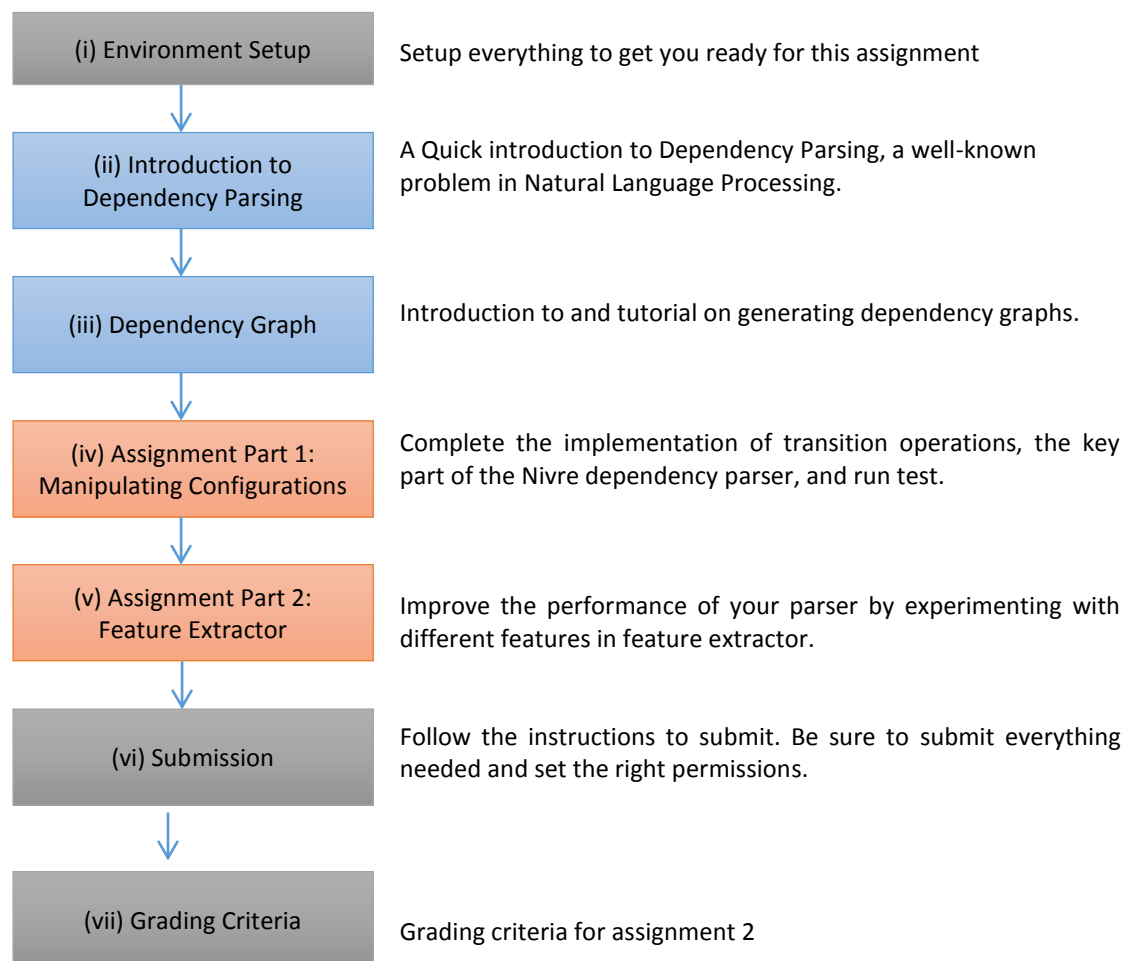 (i) Environment Setup
Setup everything to get you ready for this assignment
(ii) Introduction to
Dependency Parsing
A Quick introduction to Dependency Parsing, a well-known
problem in Natural Language Processing.
(iii) Dependency Graph
Introduction to and tutorial on generating dependency graphs.
(iv) Assignment Part 1:
Manipulating Configurations
Complete the implementation of transition operations, the key
part of the Nivre dependency parser, and run test.
(v) Assignment Part 2:
Feature Extractor
Improve the performance of your parser by experimenting with
different features in feature extractor.
(vi) Submission
Follow the instructions to submit. Be sure to submit everything
needed and set the right permissions.
(vii) Grading Criteria
Grading criteria for assignment 2